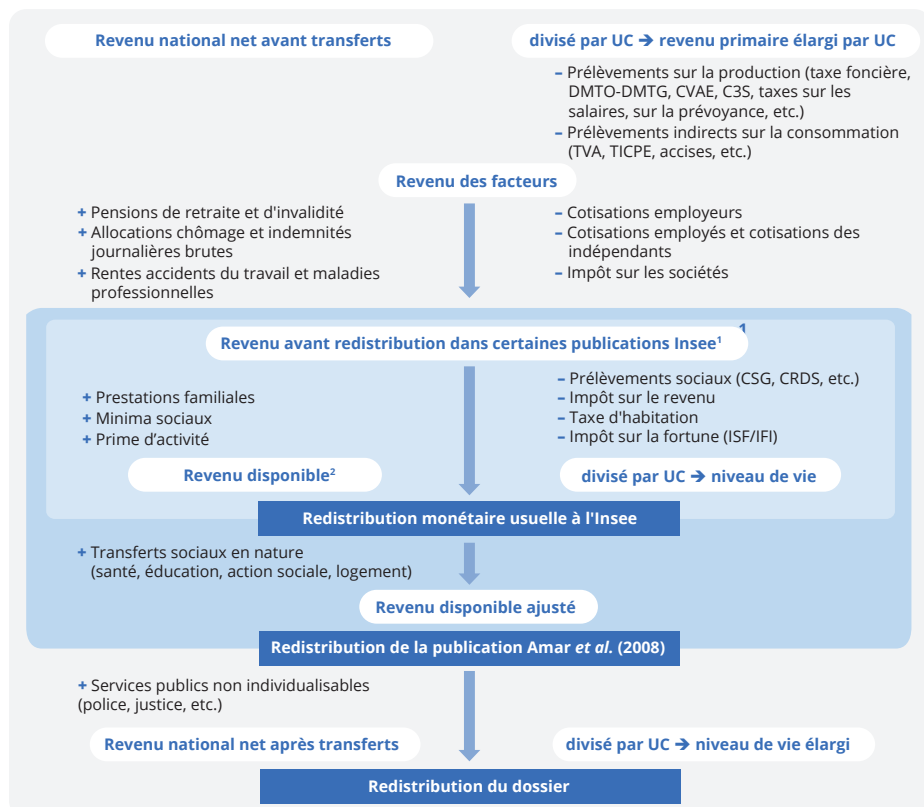 Revenu national net avant transferts
divisé par UC ➔ revenu primaire élargi par UC
– Prélèvements sur la production (taxe foncière,
DMTO-DMTG, CVAE, C3S, taxes sur les
salaires, sur la prévoyance, etc.)
– Prélèvements indirects sur la consommation
(TVA, TICPE, accises, etc.)
Revenu des facteurs
+ Pensions de retraite et d'invalidité
+ Allocations chômage et indemnités
journalières brutes
+ Rentes accidents du travail et maladies
professionnelles
– Cotisations employeurs
– Cotisations employés et cotisations des
indépendants
– Impôt sur les sociétés
Revenu avant redistribution dans certaines publications Insee¹
1
+ Prestations familiales
+ Minima sociaux
+ Prime d’activité
– Prélèvements sociaux (CSG, CRDS, etc.)
– Impôt sur le revenu
– Taxe d'habitation
– Impôt sur la fortune (ISF/IFI)
Revenu disponible²
divisé par UC ➔ niveau de vie
Redistribution monétaire usuelle à l'Insee
+ Transferts sociaux en nature
(santé, éducation, action sociale, logement)
Revenu disponible ajusté
Redistribution de la publication Amar et al. (2008)
+ Services publics non individualisables
(police, justice, etc.)
Revenu national net après transferts
divisé par UC ➔ niveau de vie élargi
Redistribution du dossier